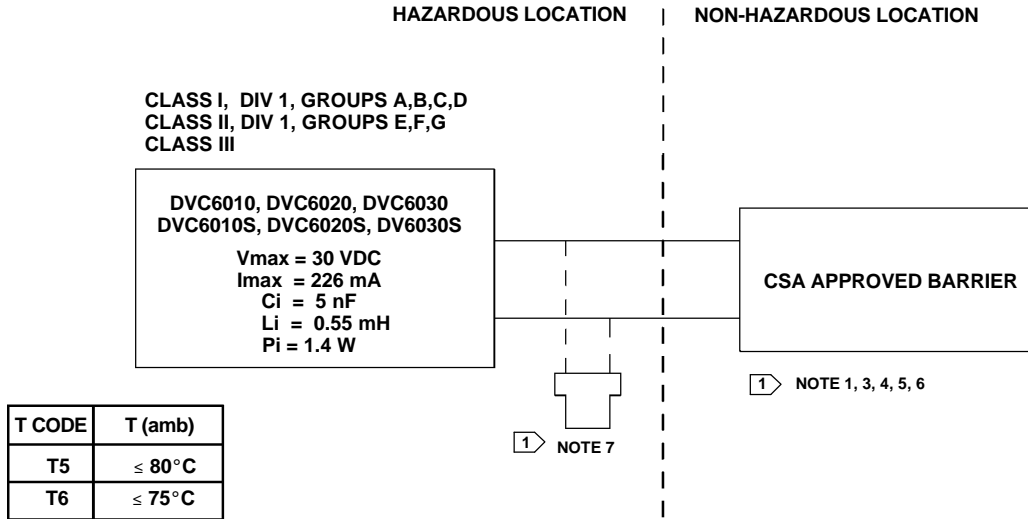 HAZARDOUS LOCATION
NON-HAZARDOUS LOCATION
CLASS I, DIV 1, GROUPS A,B,C,D
CLASS II, DIV 1, GROUPS E,F,G
CLASS III
DVC6010, DVC6020, DVC6030
DVC6010S, DVC6020S, DV6030S
Vmax = 30 VDC
Imax = 226 mA
Ci = 5 nF
Li = 0.55 mH
Pi = 1.4 W
CSA APPROVED BARRIER
1 NOTE 1, 3, 4, 5, 6
1 NOTE 7
T CODE T (amb)
T5 ≤ 80°C
T6 ≤ 75°C